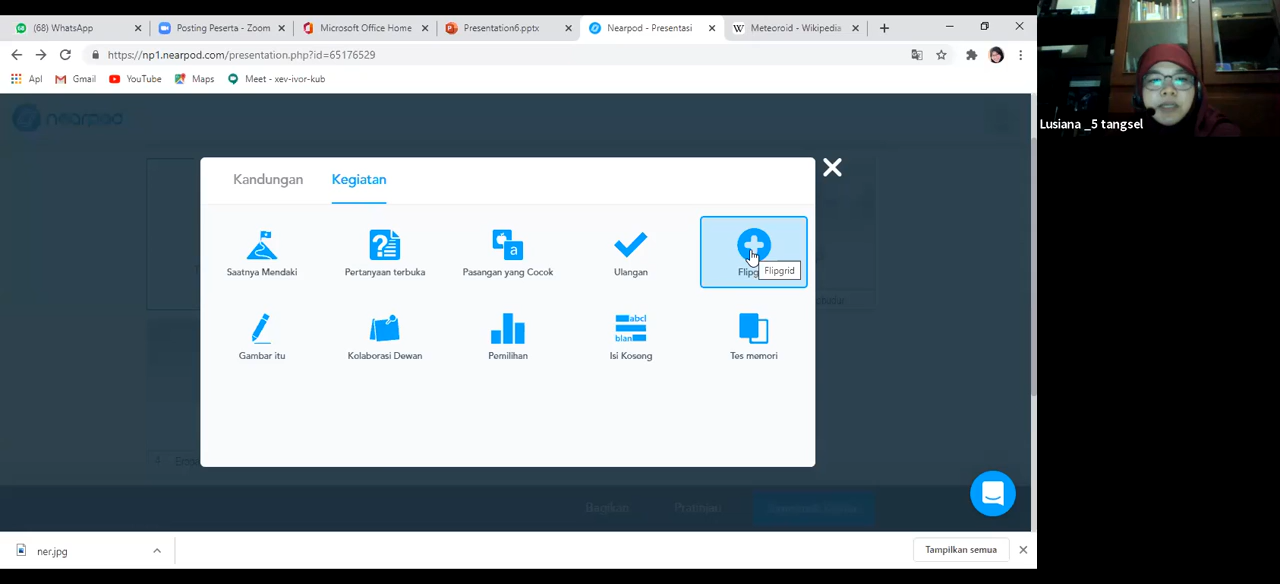 (68) WhatsApp
Posting Peserta - Zoom
Microsoft Office Home
Presentation6.pptx
Nearpod - Presentasi
Meteoroid - Wikipedia
https://np1.nearpod.com/presentation.php?id=65176529
Apl
Gmail
YouTube
Maps
Meet - xev-ivor-kub
Lusiana _5 tangsel
nearpod
Kandungan
Kegiatan
Saatnya Mendaki
Pertanyaan terbuka
Pasangan yang Cocok
Ulangan
Flipgrid
Gambar itu
Kolaborasi Dewan
Pemilihan
Isi Kosong
Tes memori
Bagikan
ner.jpg
Tampilkan semua